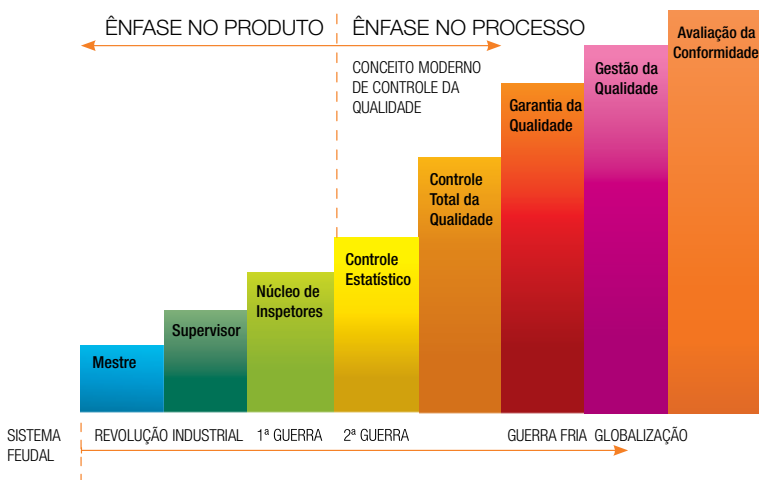 ÊNFASE NO PRODUTO
ÊNFASE NO PROCESSO
CONCEITO MODERNO
DE CONTROLE DA
QUALIDADE
Mestre
Supervisor
Núcleo de
Inspetores
Controle
Estatístico
Controle
Total da
Qualidade
Garantia da
Qualidade
Gestão da
Qualidade
Avaliação da
Conformidade
SISTEMA
FEUDAL
REVOLUÇÃO INDUSTRIAL
1ª GUERRA
2ª GUERRA
GUERRA FRIA
GLOBALIZAÇÃO